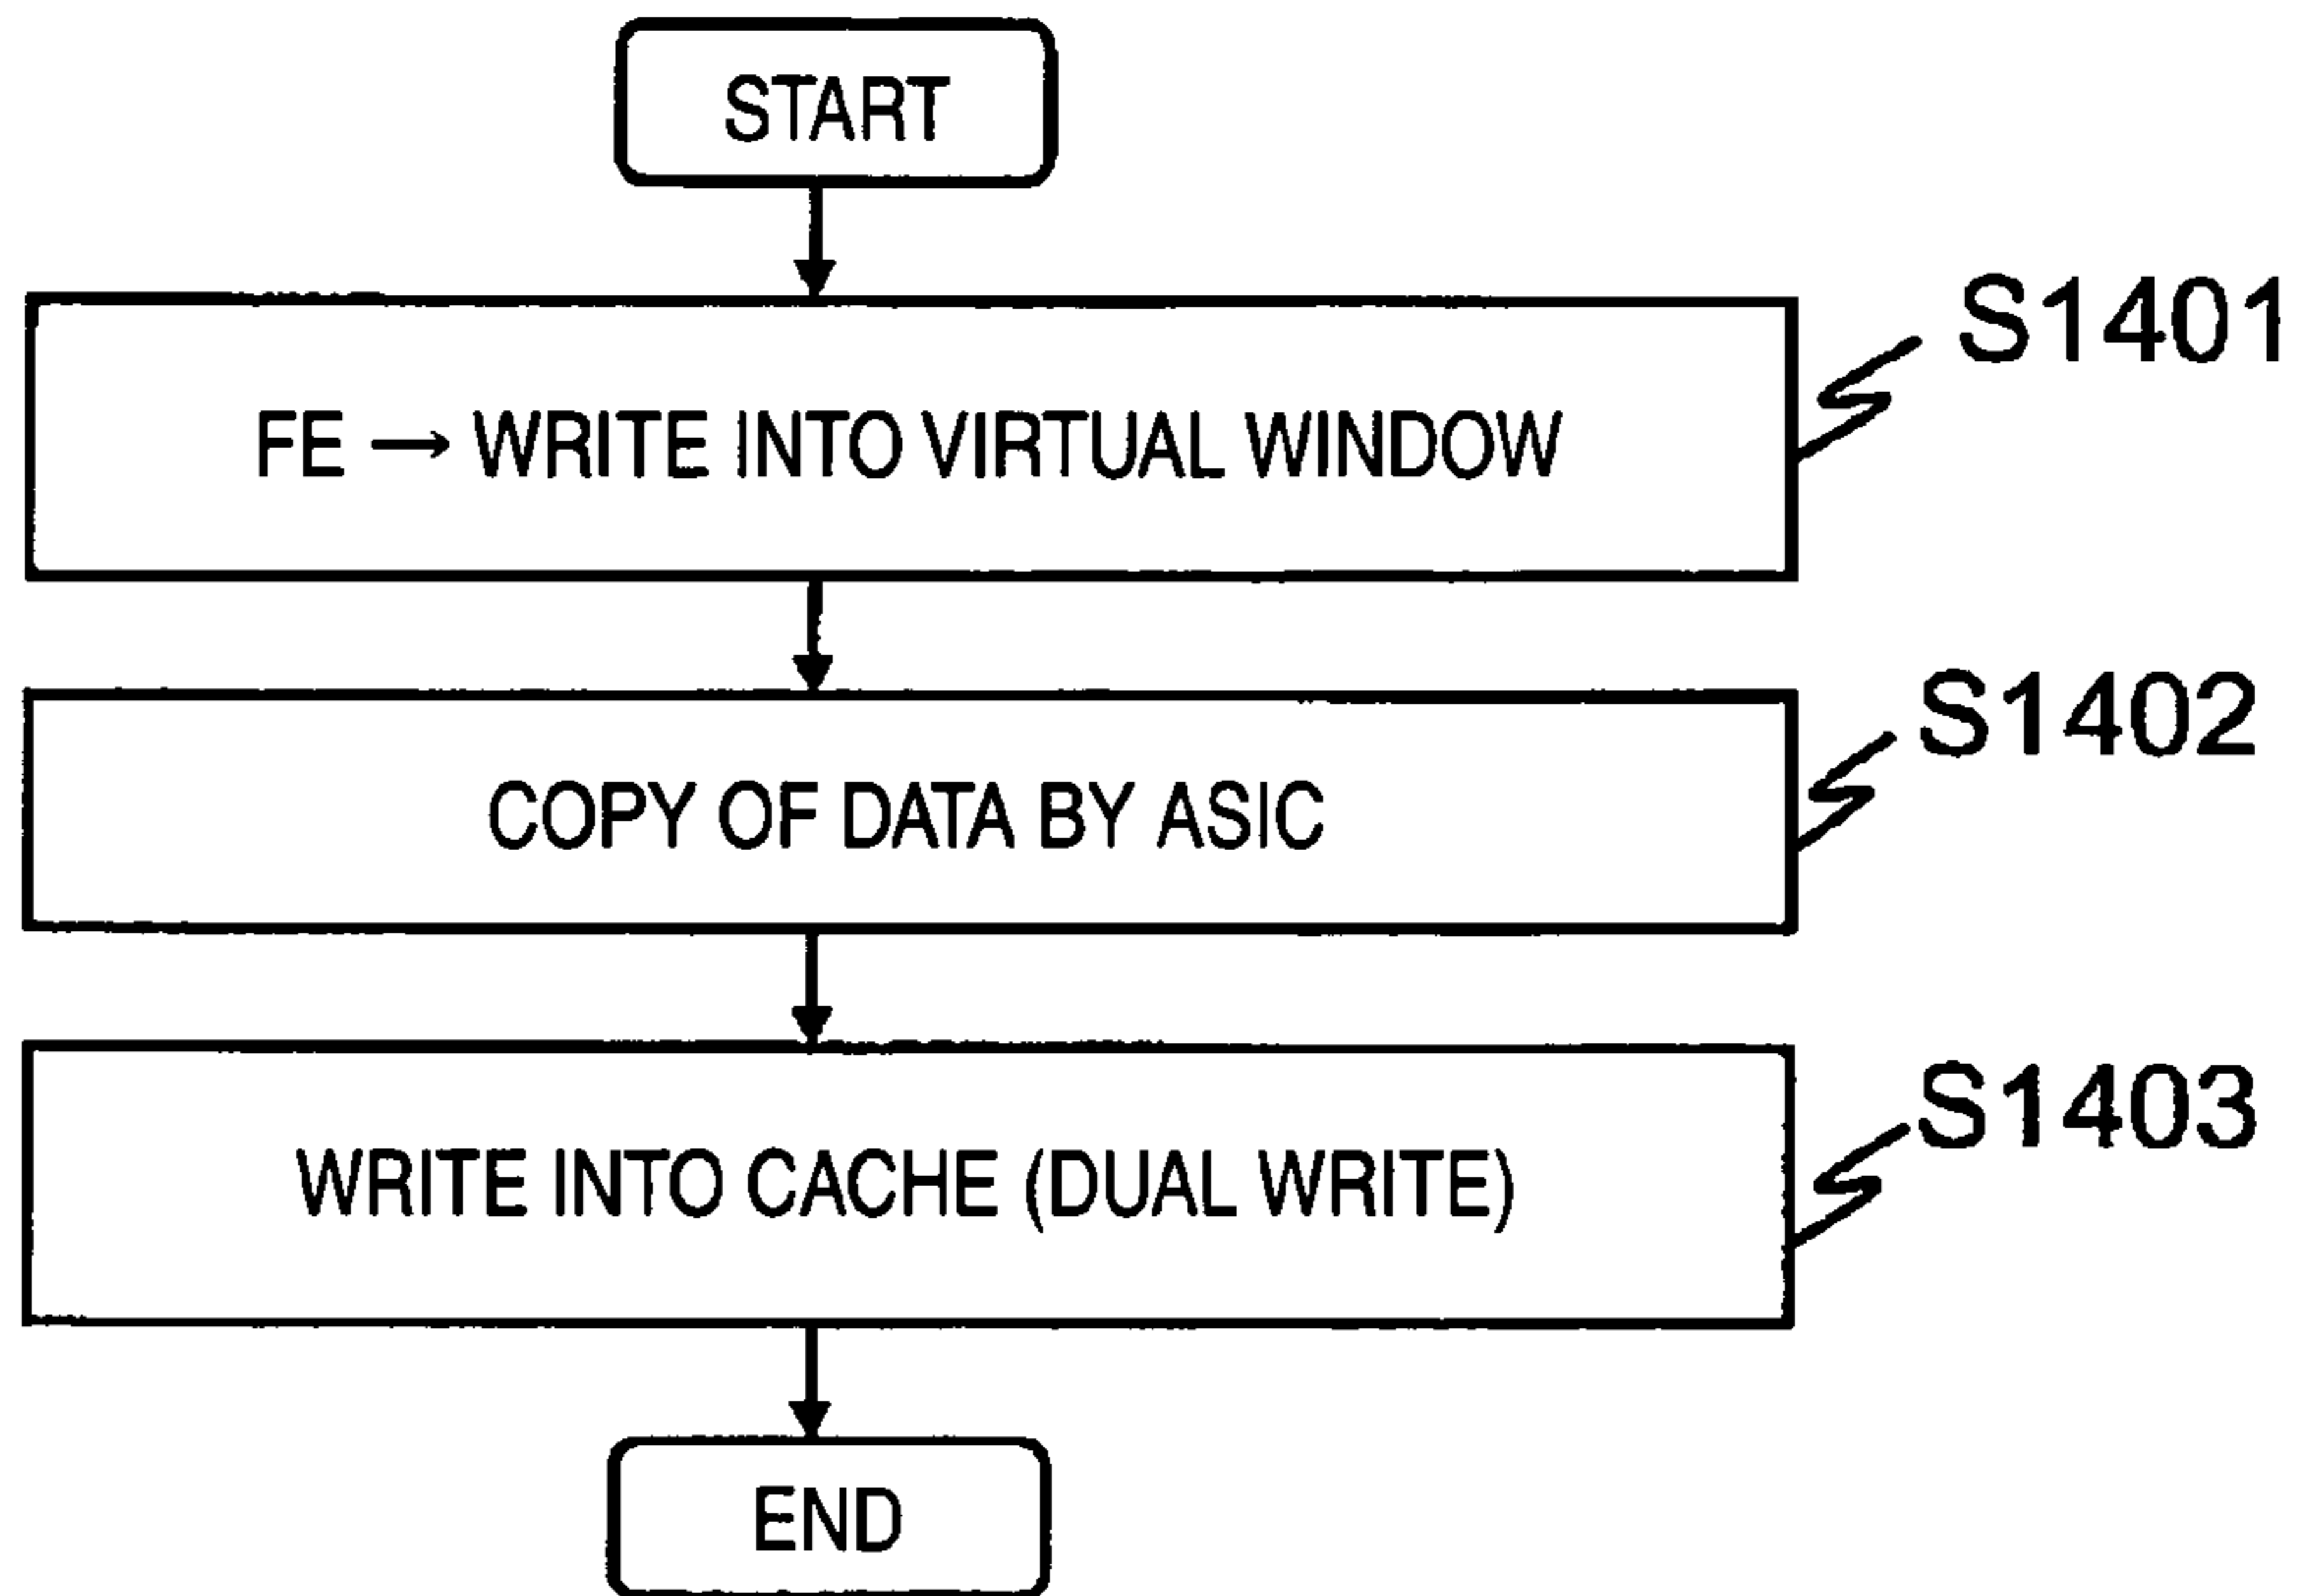 START
S1401
FE → WRITE INTO VIRTUAL WINDOW
S1402
COPY OF DATA BY ASIC
S1403
WRITE INTO CACHE (DUAL WRITE)
END